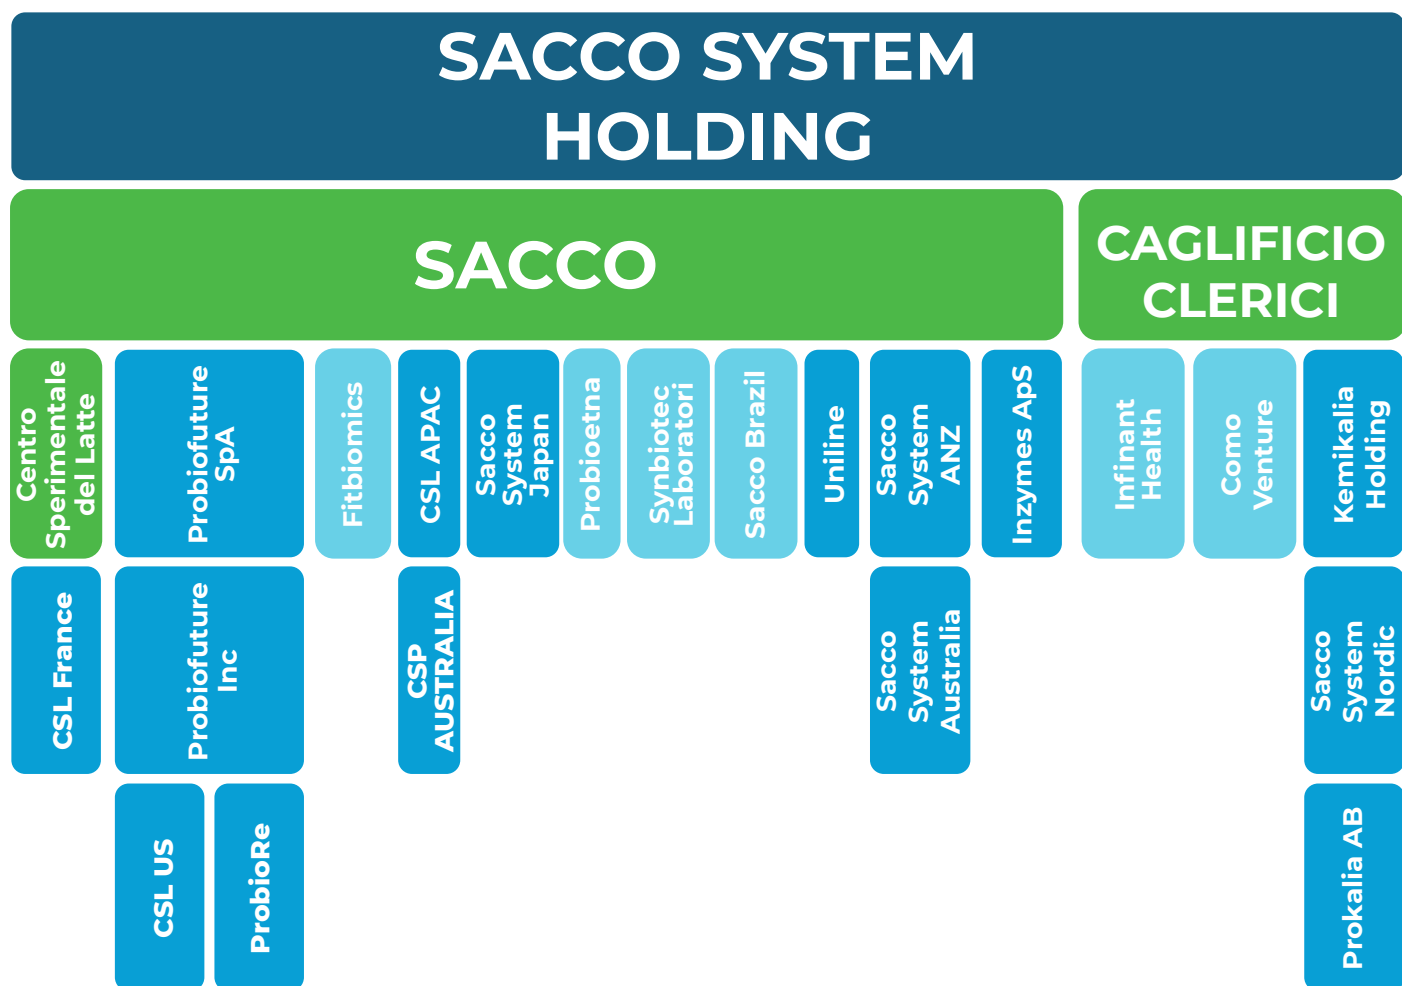 SACCO SYSTEM
HOLDING
SACCO
CAGLIFICIO
CLERICI
Centro
Sperimentale
del Latte
Probiofuture
SpA
Fitbiomics
CSL APAC
Sacco
System
Japan
Probioetna
Synbiotec
Laboratori
Sacco Brazil
Uniline
Sacco
System
ANZ
Inzymes ApS
Infinant
Health
Como
Venture
Kemikalia
Holding
CSL France
Probiofuture
Inc
CSP
AUSTRALIA
Sacco
System
Australia
Sacco
System
Nordic
CSL US
ProbioRe
Prokalia AB